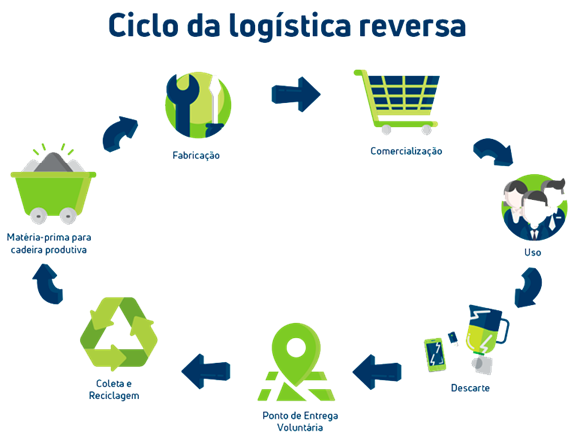 Ciclo da logística reversa
Fabricação
Comercialização
Uso
Descarte
Ponto de Entrega
Voluntária
Coleta e
Reciclagem
Matéria-prima para
cadeira produtiva